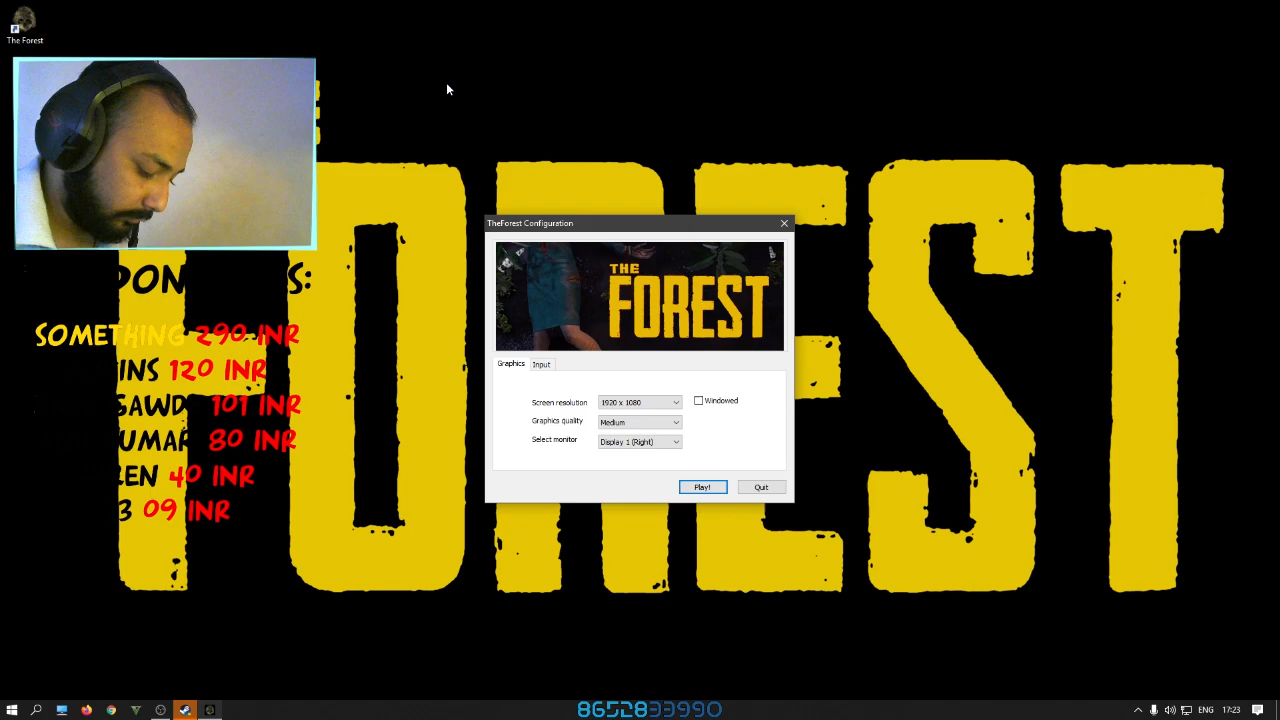 The Forest
FOREST
TheForest Configuration
THE
FOREST
Graphics Input
Screen resolution 1920 x 1080 Windowed
Graphics quality Medium
Select monitor Display 1 (Right)
Play! Quit
SOMETHING 290 INR
INS 120 INR
SAWD 101 INR
UMAR 80 INR
REN 40 INR
3 09 INR
8652833990
ENG 17:23